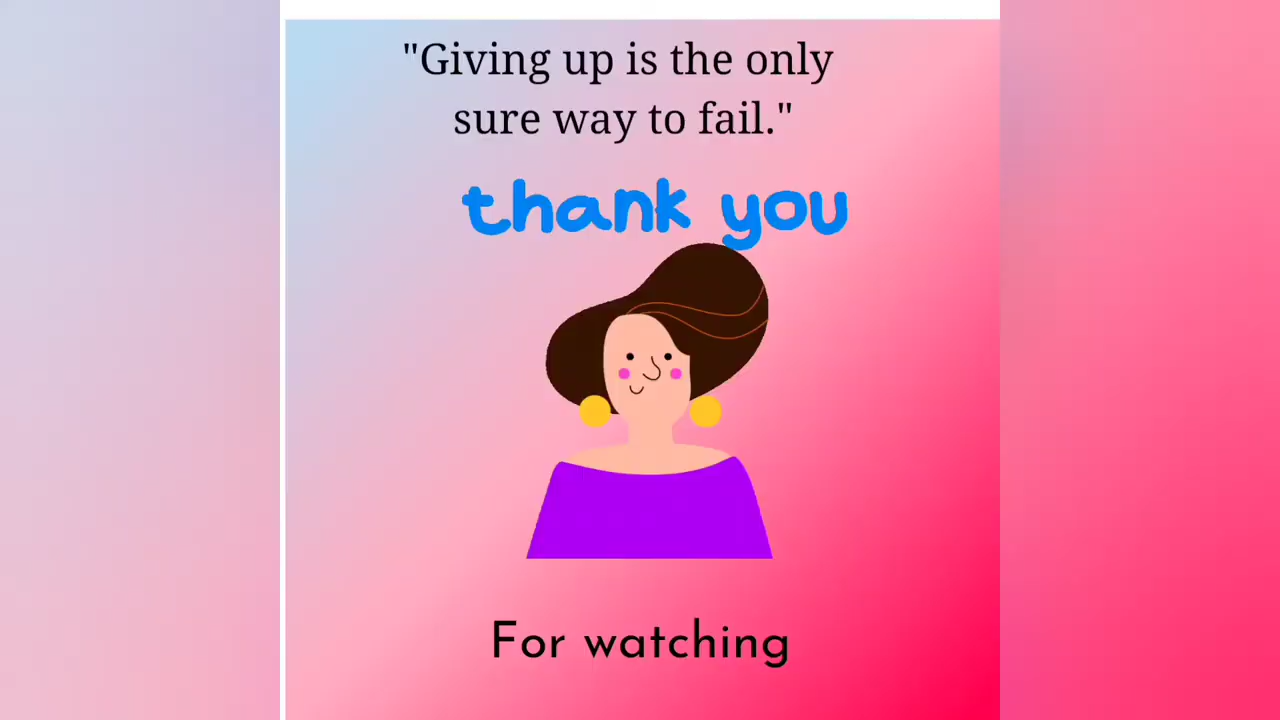 "Giving up is the only
sure way to fail."
thank you
For watching